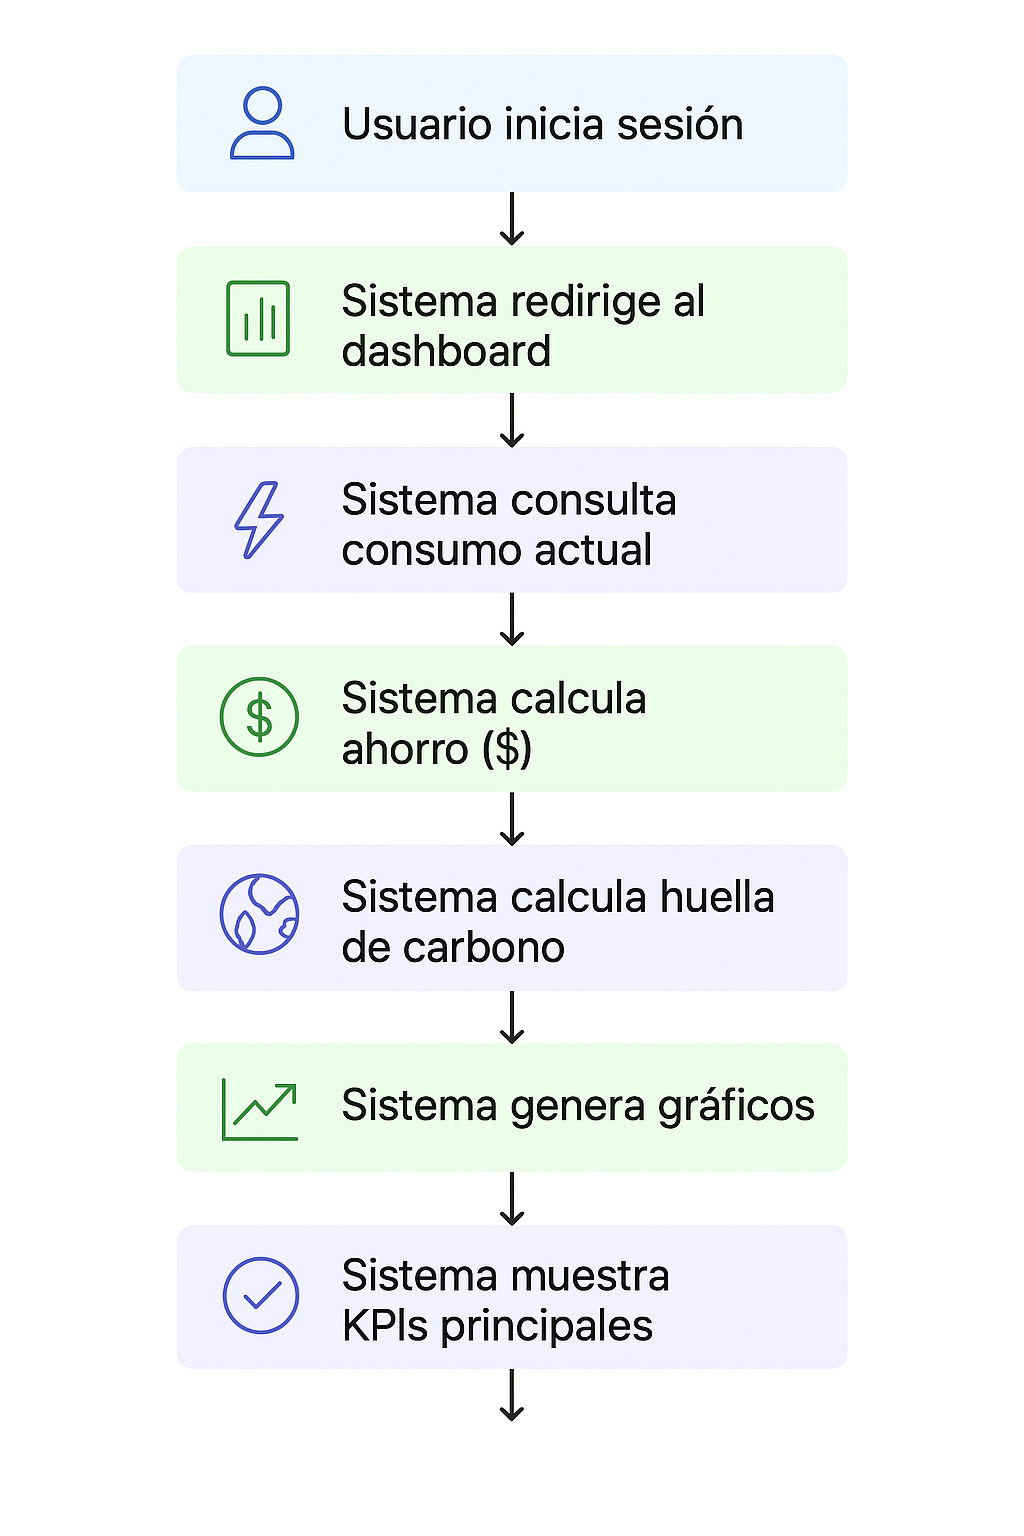 Usuario inicia sesión
Sistema redirige al
dashboard
Sistema consulta
consumo actual
$
Sistema calcula
ahorro ($)
Sistema calcula huella
de carbono
Sistema genera gráficos
Sistema muestra
KPIs principales